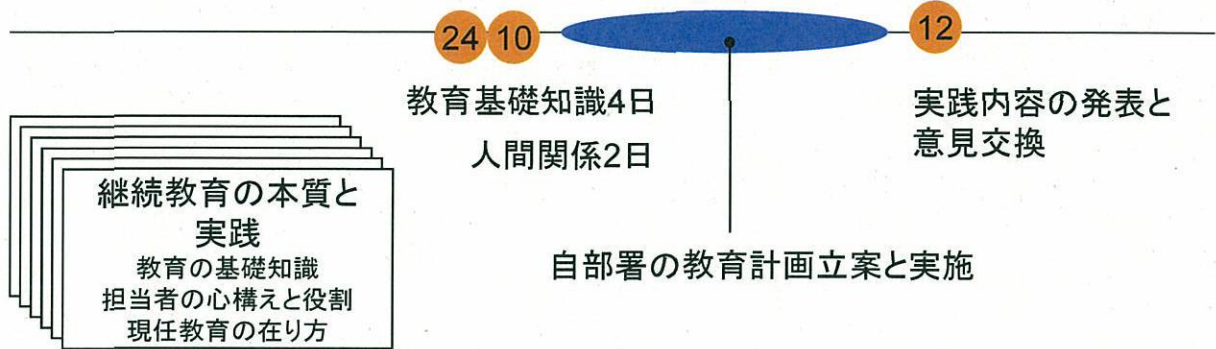 24 10
12
教育基礎知識4日
人間関係2日
実践内容の発表と
意見交換
継続教育の本質と
実践
教育の基礎知識
担当者の心構えと役割
現任教育の在り方
自部署の教育計画立案と実施